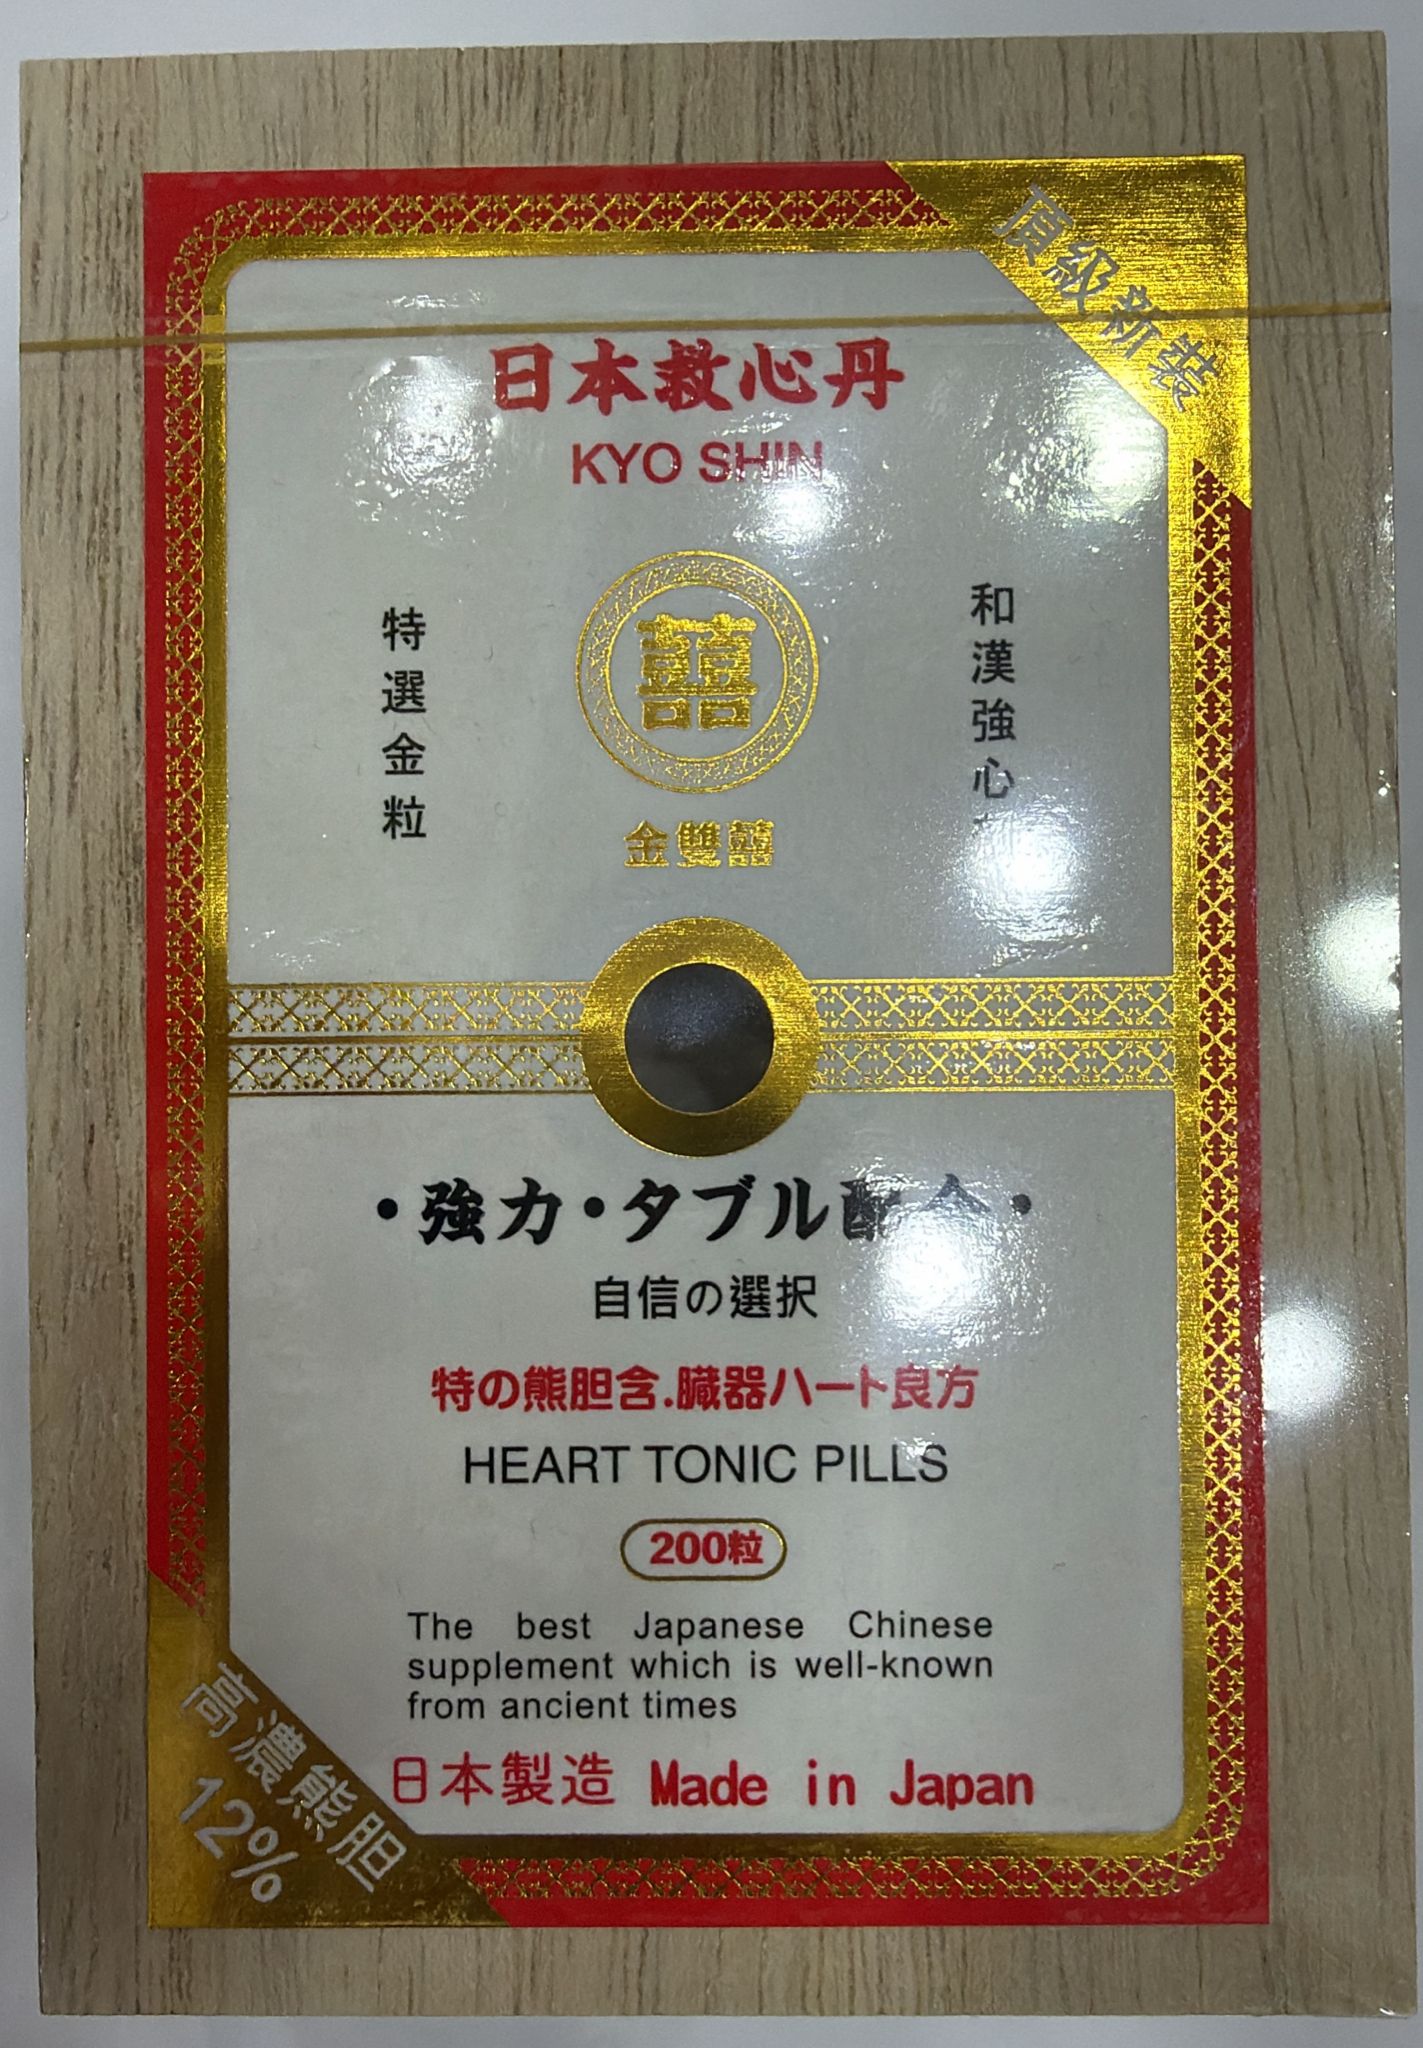 頂級新裝
日本救心丹
KYO SHIN
和漢強心
特選金粒
囍
金雙囍
・強力・タブル配合・
自信の選択
特の熊胆含.臓器ハート良方
HEART TONIC PILLS
200粒
The best Japanese Chinese
supplement which is well-known
from ancient times
日本製造 Made in Japan
高濃熊胆
12%